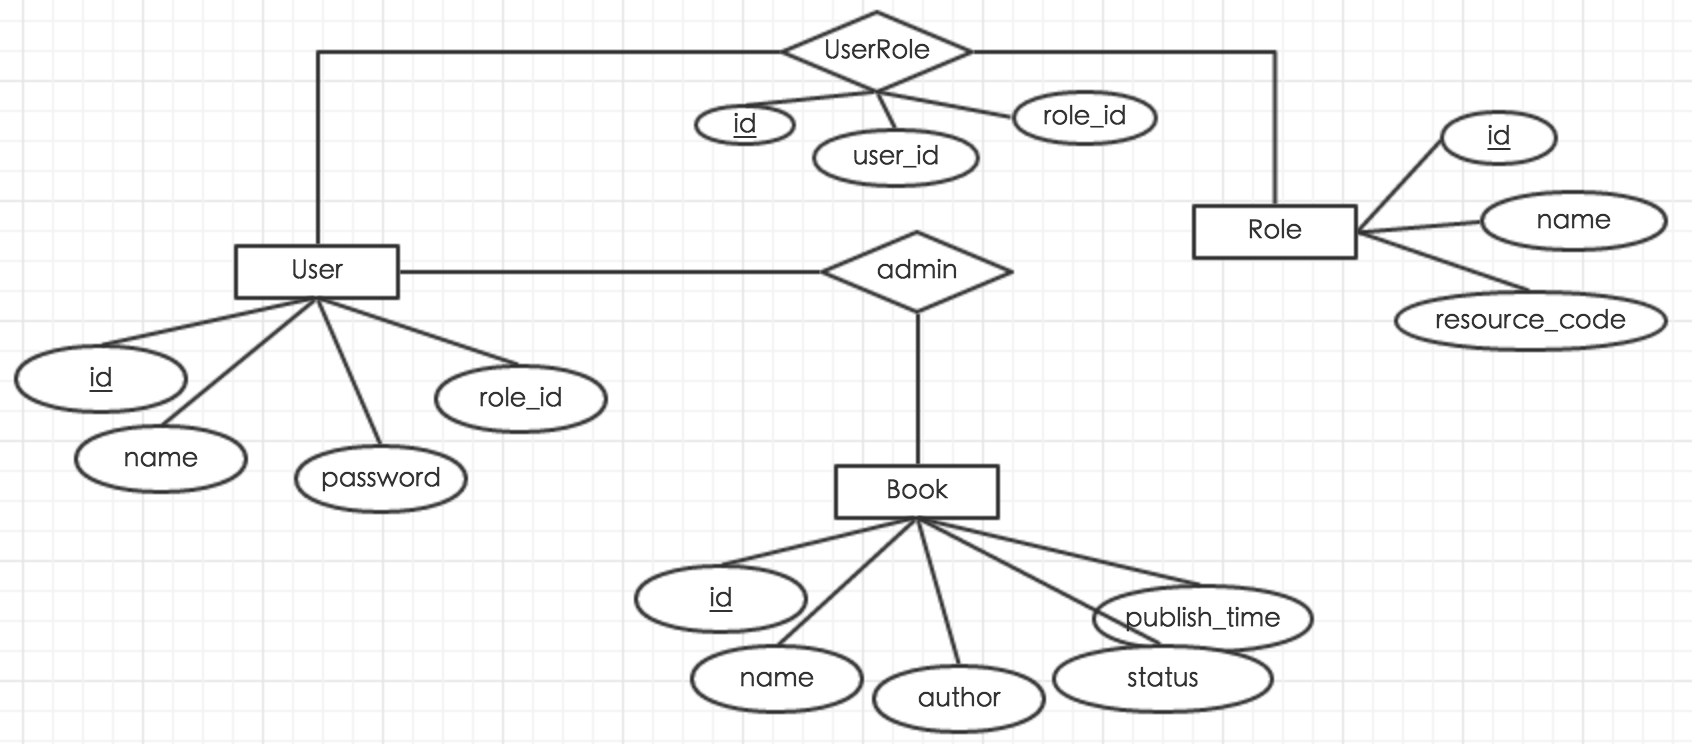 UserRole
id
user_id
role_id
Role
id
name
resource_code
User
id
name
password
role_id
admin
Book
id
name
author
status
publish_time